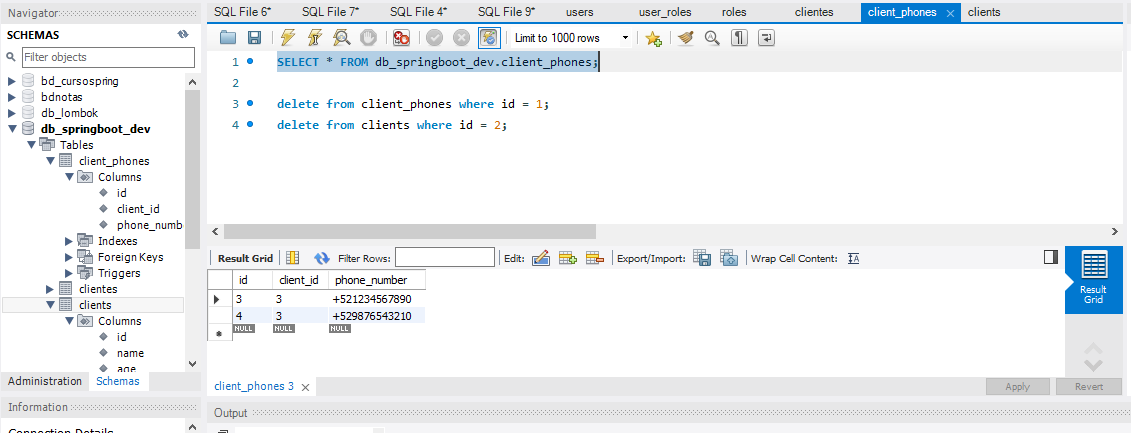 Navigator
SCHEMAS
Filter objects
bd_cursospring
bdnotas
db_lombok
db_springboot_dev
Tables
client_phones
Columns
id
client_id
phone_numb
Indexes
Foreign Keys
Triggers
clientes
clients
Columns
id
name
age
Administration Schemas
Information
Connection Details
SQL File 6* SQL File 7* SQL File 4* SQL File 9* users user_roles roles clientes client_phones clients
Limit to 1000 rows
1 SELECT * FROM db_springboot_dev.client_phones;
2
3 delete from client_phones where id = 1;
4 delete from clients where id = 2;
Result Grid Filter Rows: Edit: Export/Import: Wrap Cell Content:
id client_id phone_number
3 3 +521234567890
4 3 +529876543210
NULL NULL NULL
Result Grid
client_phones 3
Apply Revert
Output